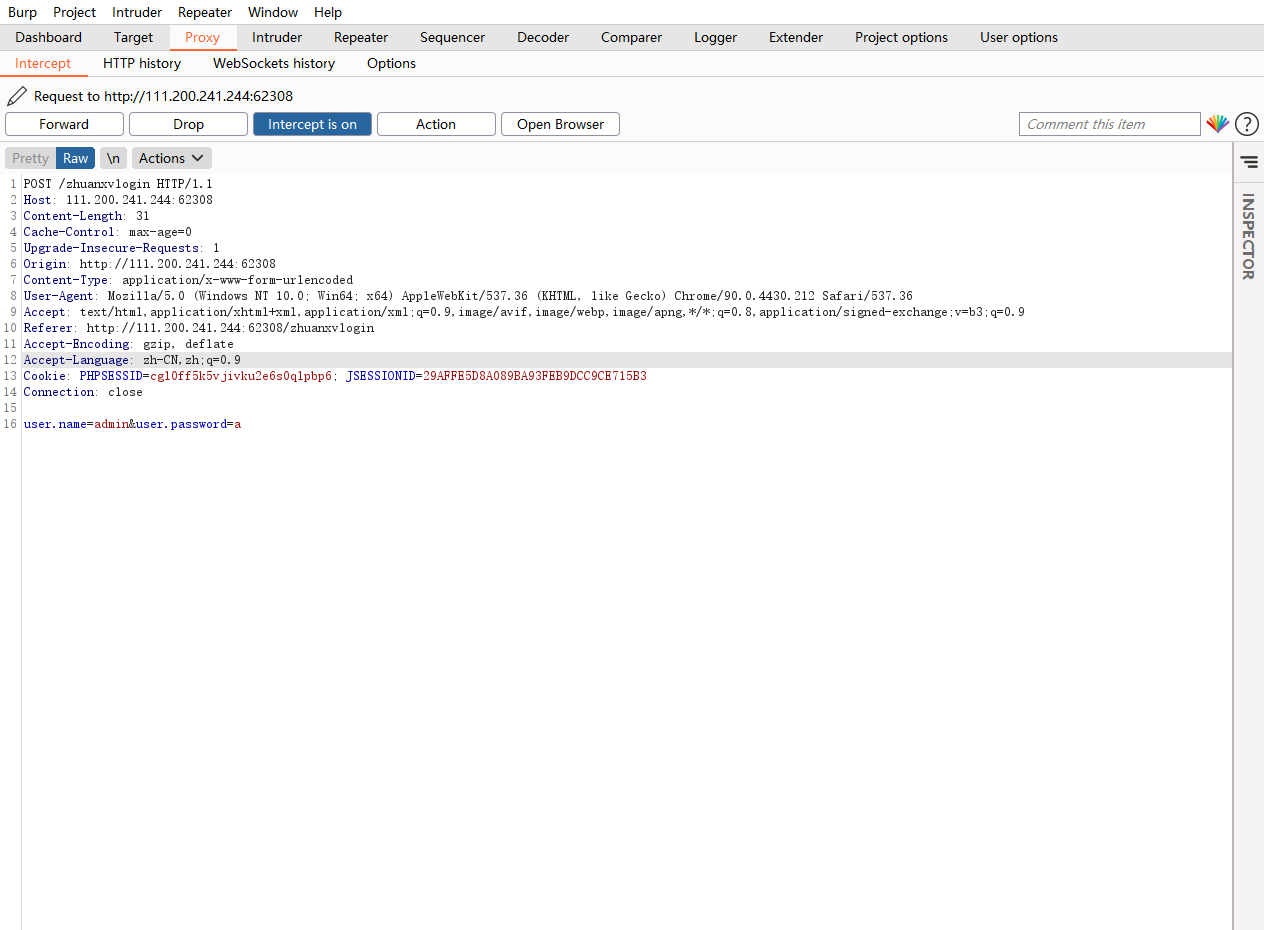 Burp Project Intruder Repeater Window Help
Dashboard Target Proxy Intruder Repeater Sequencer Decoder Comparer Logger Extender Project options User options
Intercept HTTP history WebSockets history Options
Request to http://111.200.241.244:62308
Forward Drop Intercept is on Action Open Browser Comment this item ?
Pretty Raw \n Actions
INSPECTOR
1 POST /zhuanxvlogin HTTP/1.1
2 Host: 111.200.241.244:62308
3 Content-Length: 31
4 Cache-Control: max-age=0
5 Upgrade-Insecure-Requests: 1
6 Origin: http://111.200.241.244:62308
7 Content-Type: application/x-www-form-urlencoded
8 User-Agent: Mozilla/5.0 (Windows NT 10.0; Win64; x64) AppleWebKit/537.36 (KHTML, like Gecko) Chrome/90.0.4430.212 Safari/537.36
9 Accept: text/html,application/xhtml+xml,application/xml;q=0.9,image/avif,image/webp,image/apng,*/*;q=0.8,application/signed-exchange;v=b3;q=0.9
10 Referer: http://111.200.241.244:62308/zhuanxvlogin
11 Accept-Encoding: gzip, deflate
12 Accept-Language: zh-CN,zh;q=0.9
13 Cookie: PHPSESSID=cgl0ff5k5vjivku2e6s0qlpbp6; JSESSIONID=29AFFE5D8A089BA93FEB9DCC9CE715B3
14 Connection: close
15
16 user.name=admin&user.password=a